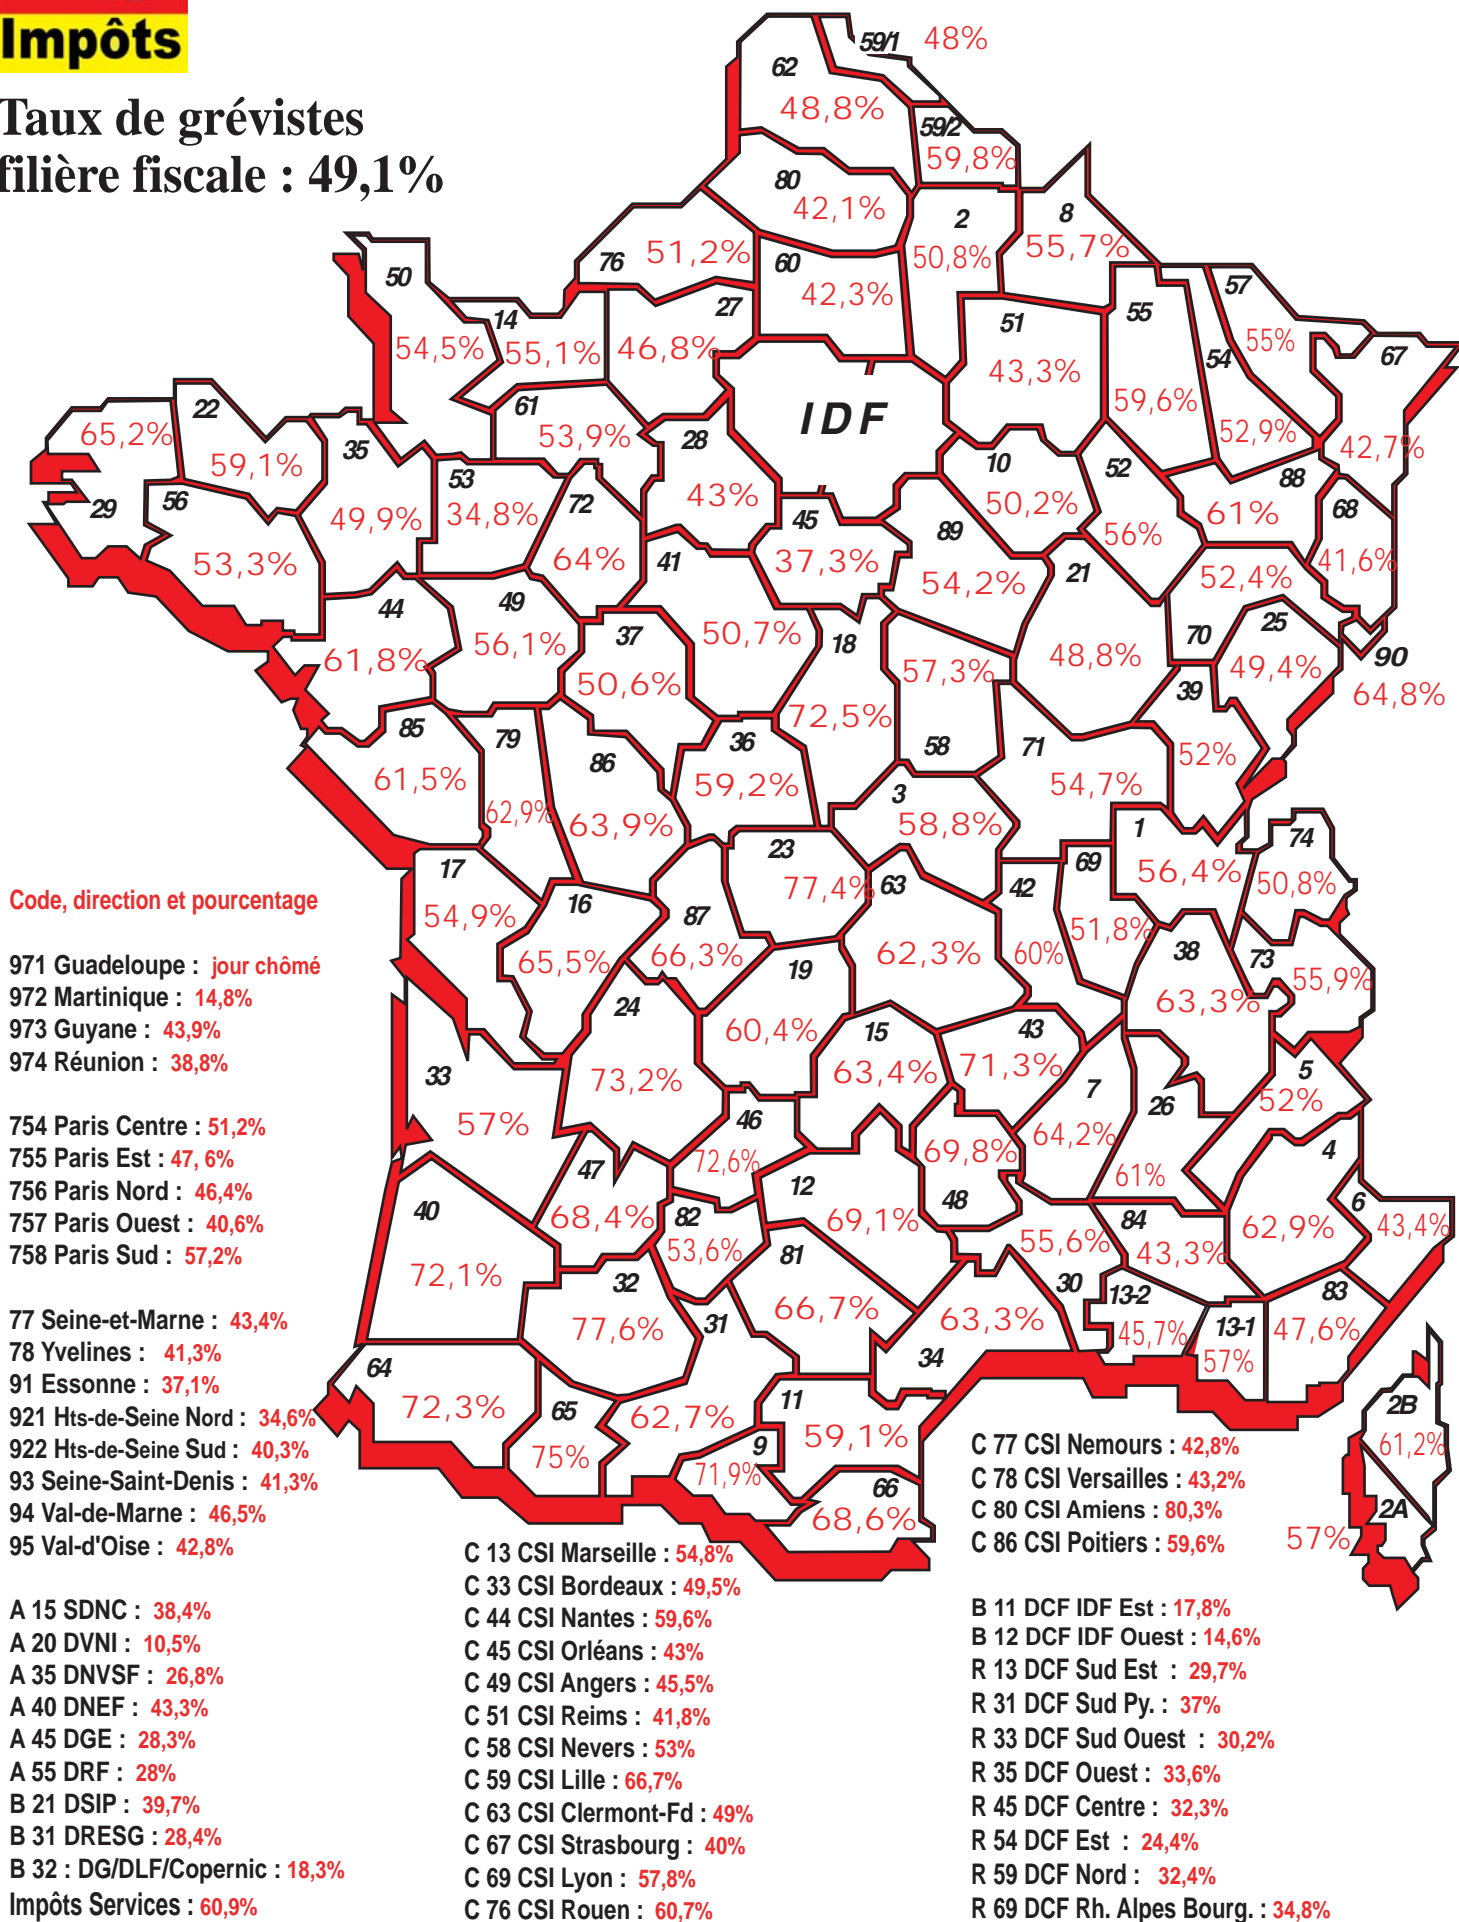 Impôts
Taux de grévistes
filière fiscale : 49,1%
59/1 48%
62
48,8%
59/2
59,8%
80
42,1%
2
50,8%
8
55,7%
76 51,2%
60
42,3%
50
54,5%
14
55,1%
27
46,8%
51
43,3%
55
59,6%
54
52,9%
57
55%
67
42,7%
IDF
22
59,1%
65,2%
29
35
49,9%
61
53,9%
28
43%
10
50,2%
52
56%
88
61%
68
41,6%
56
53,3%
53
34,8%
72
64%
45
37,3%
89
54,2%
21
48,8%
52,4%
70
25
49,4%
90
64,8%
44
61,8%
49
56,1%
41
50,7%
37
50,6%
18
72,5%
57,3%
58
39
52%
85
61,5%
79
62,9%
86
63,9%
36
59,2%
71
54,7%
3
58,8%
1
56,4%
74
50,8%
17
54,9%
16
65,5%
87
66,3%
23
77,4%
63
62,3%
42
60%
69
51,8%
38
63,3%
73
55,9%
24
73,2%
19
60,4%
15
63,4%
43
71,3%
33
57%
7
64,2%
26
61%
5
52%
46
72,6%
47
68,4%
12
69,1%
69,8%
48
4
62,9%
6
43,4%
40
72,1%
82
53,6%
81
66,7%
55,6%
30
84
43,3%
32
77,6%
31
62,7%
63,3%
34
13-2
45,7%
13-1
57%
83
47,6%
64
72,3%
65
75%
9
71,9%
11
59,1%
66
68,6%
2B
61,2%
2A
57%
Code, direction et pourcentage
971 Guadeloupe : jour chômé
972 Martinique : 14,8%
973 Guyane : 43,9%
974 Réunion : 38,8%
754 Paris Centre : 51,2%
755 Paris Est : 47, 6%
756 Paris Nord : 46,4%
757 Paris Ouest : 40,6%
758 Paris Sud : 57,2%
77 Seine-et-Marne : 43,4%
78 Yvelines : 41,3%
91 Essonne : 37,1%
921 Hts-de-Seine Nord : 34,6%
922 Hts-de-Seine Sud : 40,3%
93 Seine-Saint-Denis : 41,3%
94 Val-de-Marne : 46,5%
95 Val-d'Oise : 42,8%
A 15 SDNC : 38,4%
A 20 DVNI : 10,5%
A 35 DNVSF : 26,8%
A 40 DNEF : 43,3%
A 45 DGE : 28,3%
A 55 DRF : 28%
B 21 DSIP : 39,7%
B 31 DRESG : 28,4%
B 32 : DG/DLF/Copernic : 18,3%
Impôts Services : 60,9%
C 13 CSI Marseille : 54,8%
C 33 CSI Bordeaux : 49,5%
C 44 CSI Nantes : 59,6%
C 45 CSI Orléans : 43%
C 49 CSI Angers : 45,5%
C 51 CSI Reims : 41,8%
C 58 CSI Nevers : 53%
C 59 CSI Lille : 66,7%
C 63 CSI Clermont-Fd : 49%
C 67 CSI Strasbourg : 40%
C 69 CSI Lyon : 57,8%
C 76 CSI Rouen : 60,7%
C 77 CSI Nemours : 42,8%
C 78 CSI Versailles : 43,2%
C 80 CSI Amiens : 80,3%
C 86 CSI Poitiers : 59,6%
B 11 DCF IDF Est : 17,8%
B 12 DCF IDF Ouest : 14,6%
R 13 DCF Sud Est : 29,7%
R 31 DCF Sud Py. : 37%
R 33 DCF Sud Ouest : 30,2%
R 35 DCF Ouest : 33,6%
R 45 DCF Centre : 32,3%
R 54 DCF Est : 24,4%
R 59 DCF Nord : 32,4%
R 69 DCF Rh. Alpes Bourg. : 34,8%